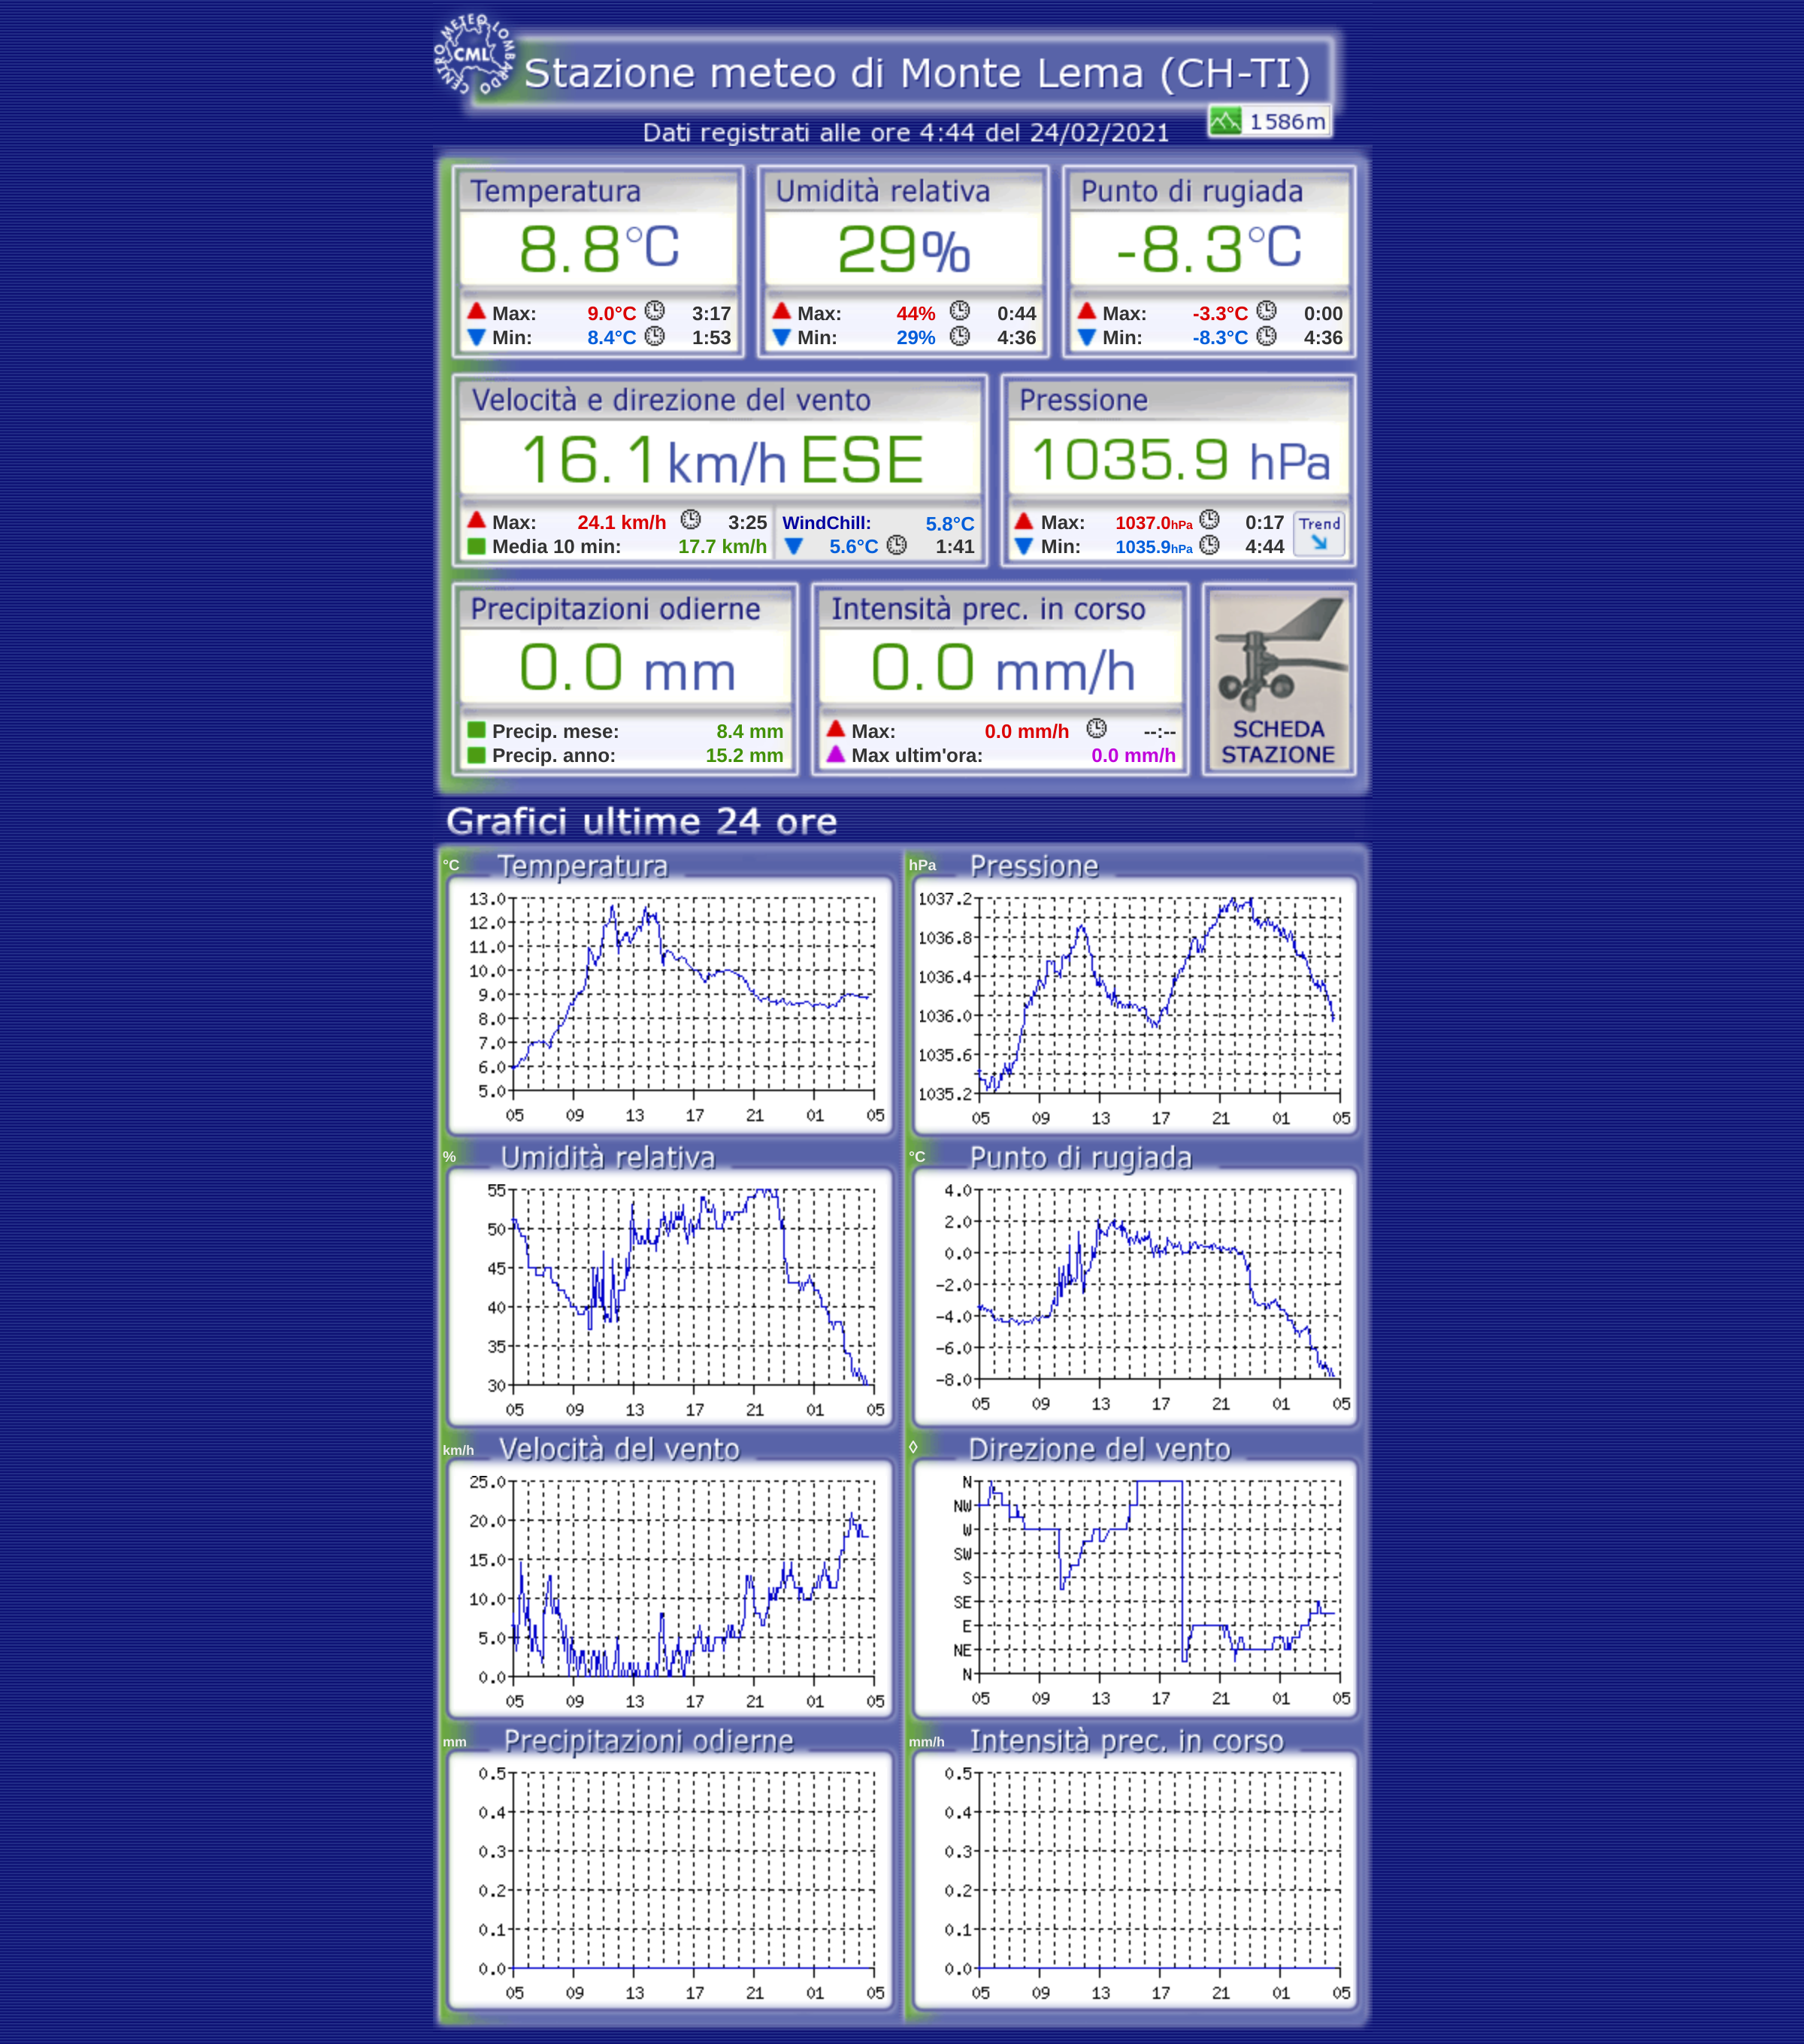 CENTRO METEO LOMBARDO
CML
Stazione meteo di Monte Lema (CH-TI)
1586m
Dati registrati alle ore 4:44 del 24/02/2021
Temperatura Umidità relativa Punto di rugiada
8.8°C 29% -8.3°C
Max: 9.0°C 3:17 Max: 44% 0:44 Max: -3.3°C 0:00
Min: 8.4°C 1:53 Min: 29% 4:36 Min: -8.3°C 4:36
Velocità e direzione del vento Pressione
16.1km/h ESE 1035.9 hPa
Max: 24.1 km/h 3:25 WindChill: 5.8°C Max: 1037.0hPa 0:17 Trend
Media 10 min: 17.7 km/h 5.6°C 1:41 Min: 1035.9hPa 4:44
Precipitazioni odierne Intensità prec. in corso
0.0 mm 0.0 mm/h
Precip. mese: 8.4 mm Max: 0.0 mm/h --:-- SCHEDA
Precip. anno: 15.2 mm Max ultim'ora: 0.0 mm/h STAZIONE
Grafici ultime 24 ore
°C Temperatura
13.0
12.0
11.0
10.0
9.0
8.0
7.0
6.0
5.0
05 09 13 17 21 01 05
hPa Pressione
1037.2
1036.8
1036.4
1036.0
1035.6
1035.2
05 09 13 17 21 01 05
% Umidità relativa
55
50
45
40
35
30
05 09 13 17 21 01 05
°C Punto di rugiada
4.0
2.0
0.0
-2.0
-4.0
-6.0
-8.0
05 09 13 17 21 01 05
km/h Velocità del vento
25.0
20.0
15.0
10.0
5.0
0.0
05 09 13 17 21 01 05
◊ Direzione del vento
N
NW
W
SW
S
SE
E
NE
N
05 09 13 17 21 01 05
mm Precipitazioni odierne
0.5
0.4
0.3
0.2
0.1
0.0
05 09 13 17 21 01 05
mm/h Intensità prec. in corso
0.5
0.4
0.3
0.2
0.1
0.0
05 09 13 17 21 01 05